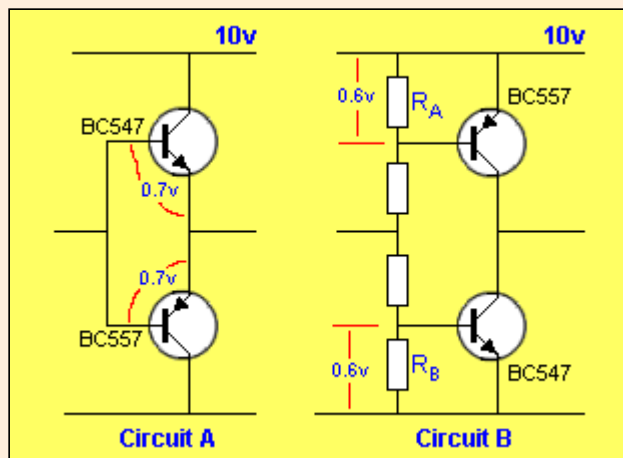 10v
BC547
0.7v
0.7v
BC557
Circuit A
10v
0.6v
RA
BC557
0.6v
RB
BC547
Circuit B